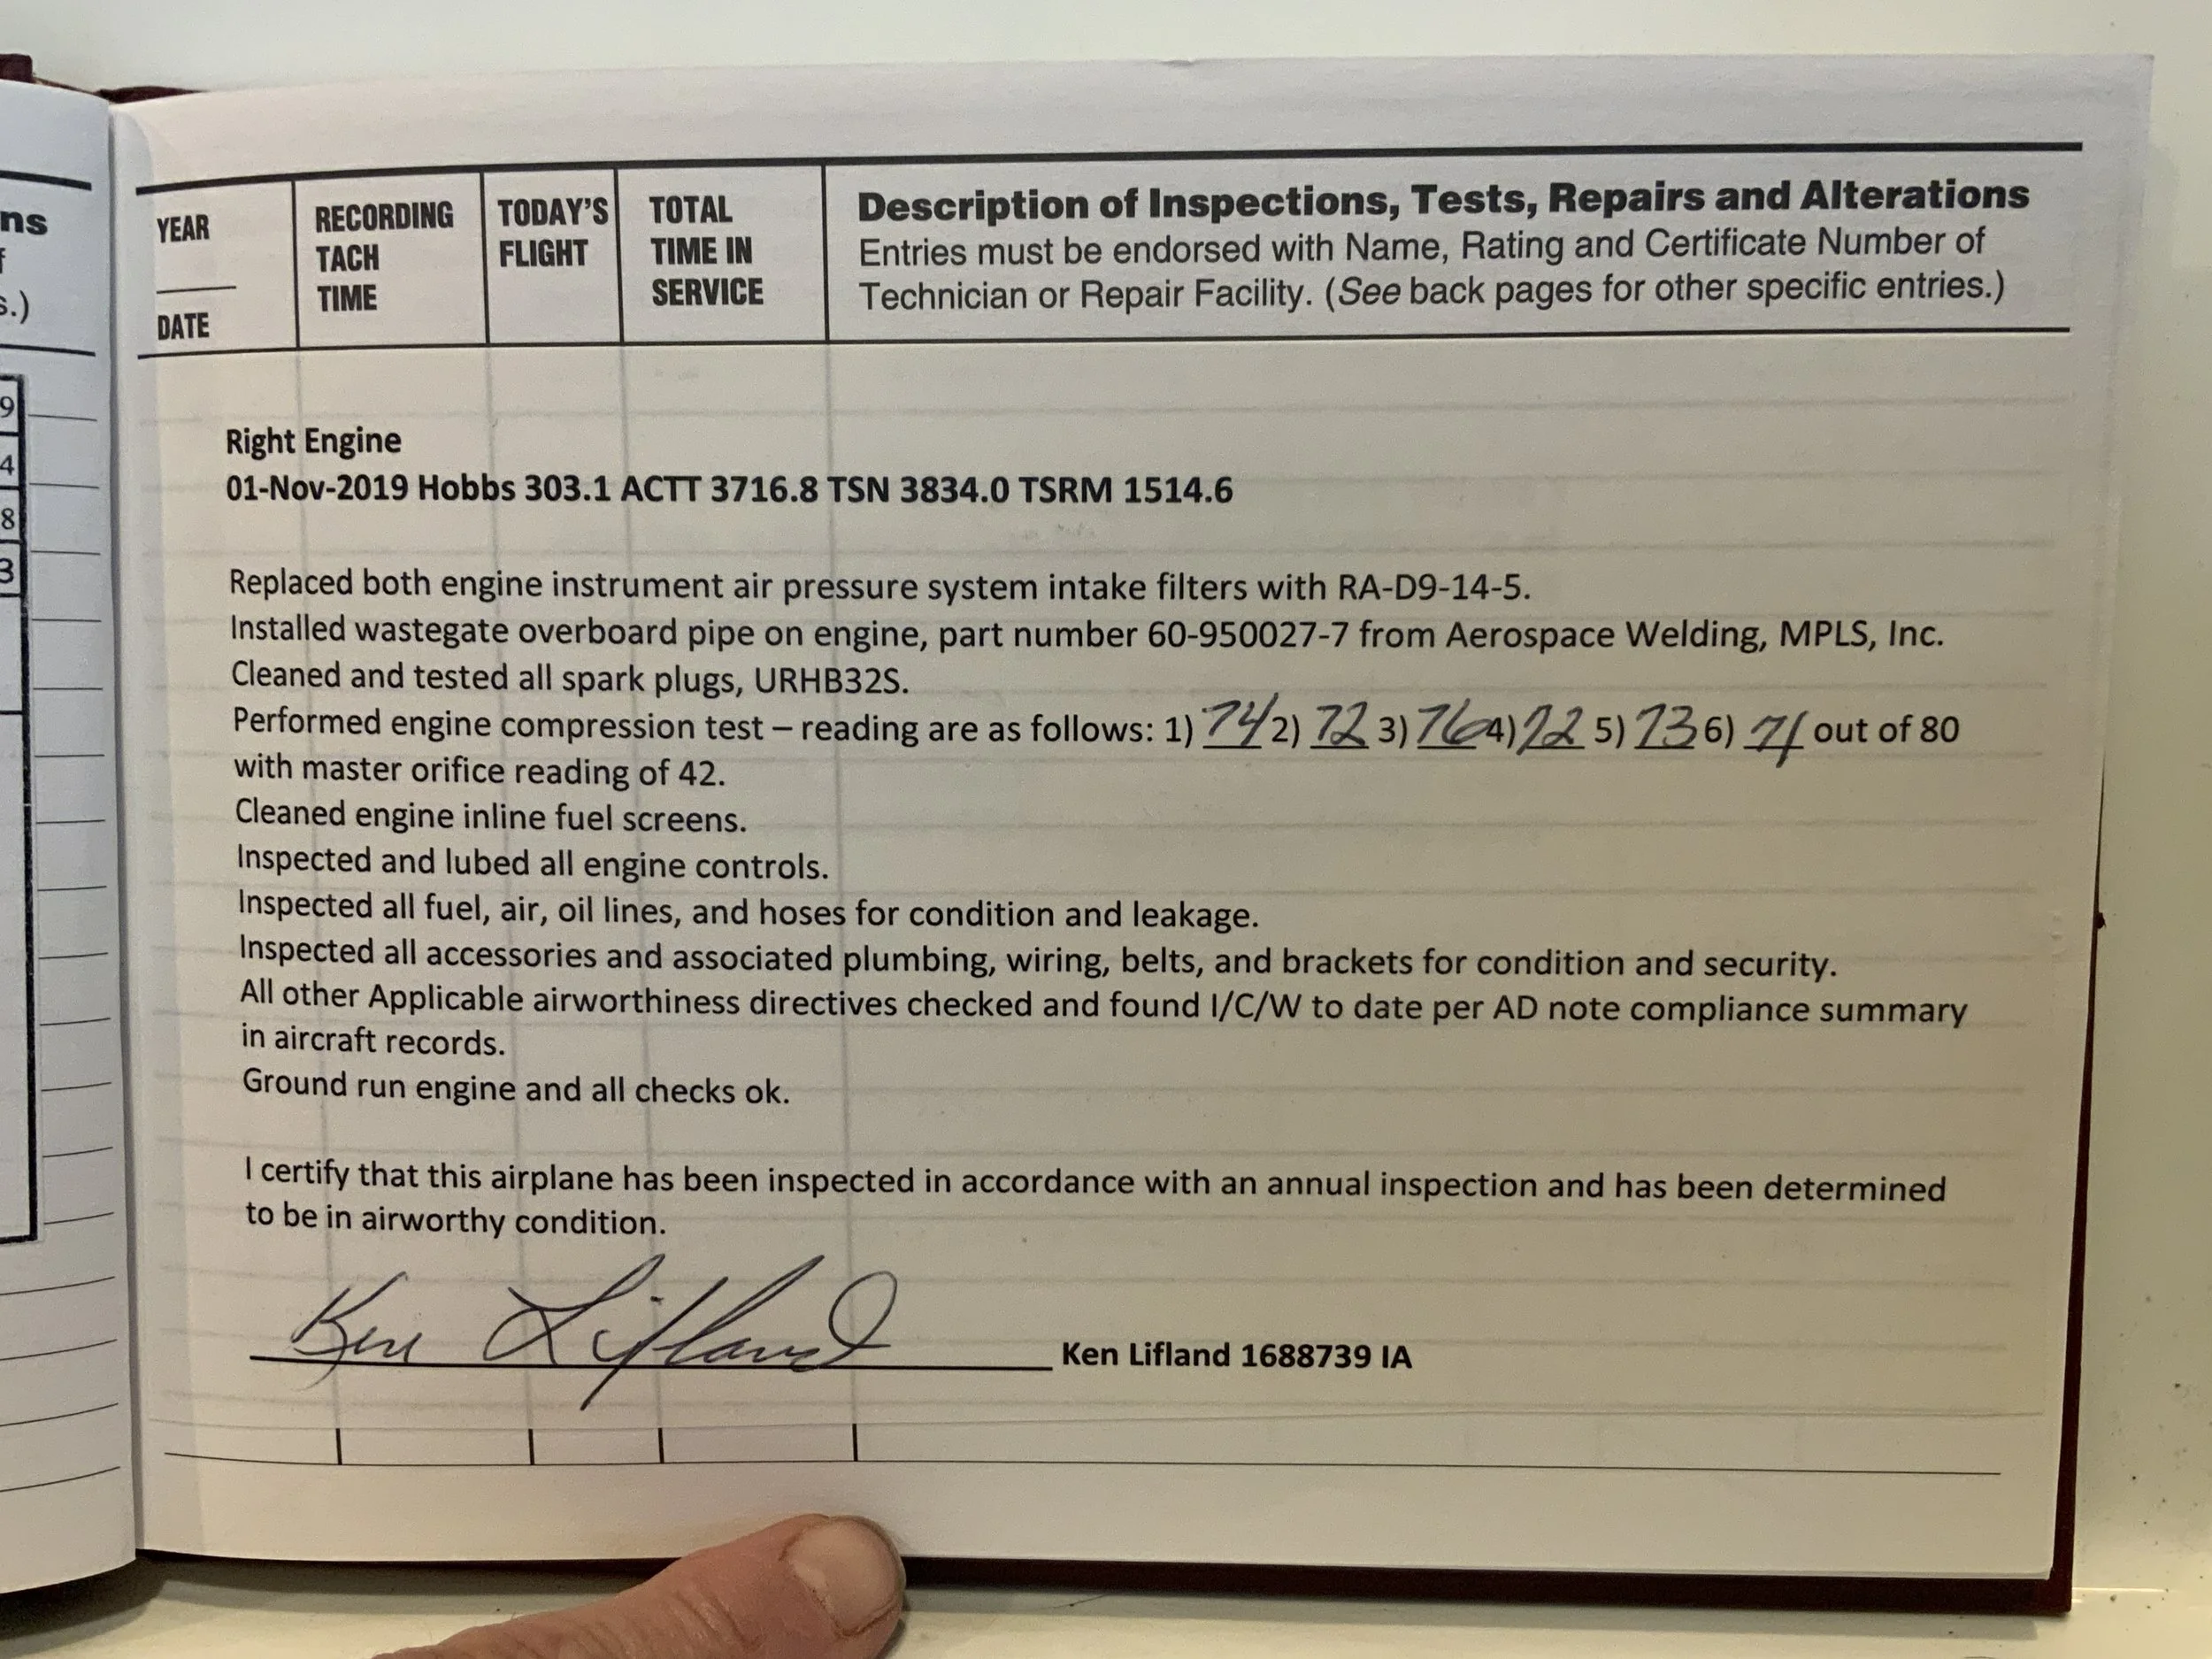 ns
f
s.)
9
4
8
3
YEAR
DATE
RECORDING
TACH
TIME
TODAY'S
FLIGHT
TOTAL
TIME IN
SERVICE
Description of Inspections, Tests, Repairs and Alterations
Entries must be endorsed with Name, Rating and Certificate Number of
Technician or Repair Facility. (See back pages for other specific entries.)
Right Engine
01-Nov-2019 Hobbs 303.1 ACTT 3716.8 TSN 3834.0 TSRM 1514.6
Replaced both engine instrument air pressure system intake filters with RA-D9-14-5.
Installed wastegate overboard pipe on engine, part number 60-950027-7 from Aerospace Welding, MPLS, Inc.
Cleaned and tested all spark plugs, URHB32S.
Performed engine compression test – reading are as follows: 1) 74 2) 72 3) 76 4) 72 5) 73 6) 71 out of 80
with master orifice reading of 42.
Cleaned engine inline fuel screens.
Inspected and lubed all engine controls.
Inspected all fuel, air, oil lines, and hoses for condition and leakage.
Inspected all accessories and associated plumbing, wiring, belts, and brackets for condition and security.
All other Applicable airworthiness directives checked and found I/C/W to date per AD note compliance summary
in aircraft records.
Ground run engine and all checks ok.
I certify that this airplane has been inspected in accordance with an annual inspection and has been determined
to be in airworthy condition.
Ken Lifland Ken Lifland 1688739 IA